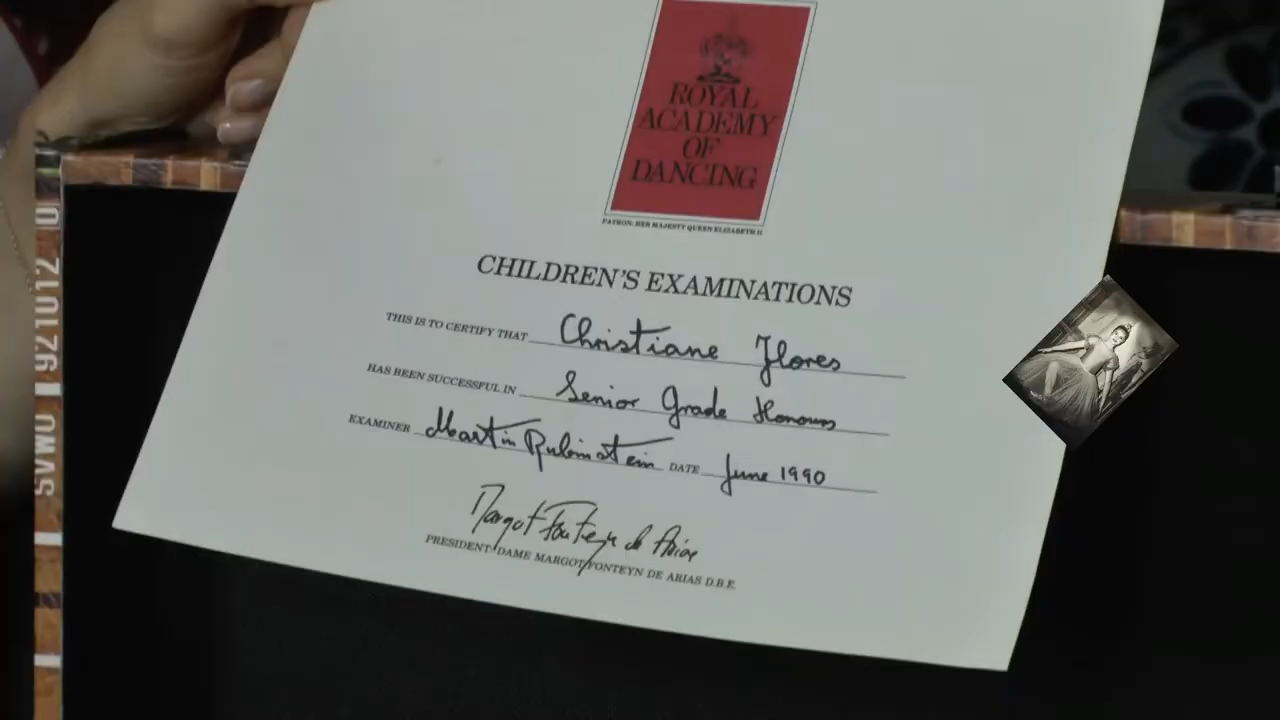 ROYAL
ACADEMY
OF
DANCING
PATRON: HER MAJESTY QUEEN ELIZABETH II
CHILDREN'S EXAMINATIONS
THIS IS TO CERTIFY THAT Christiane Flores
HAS BEEN SUCCESSFUL IN Senior Grade Honours
EXAMINER Martin Rubinstein DATE June 1990
Margot Fonteyn de Arias
PRESIDENT: DAME MARGOT FONTEYN DE ARIAS D.B.E.